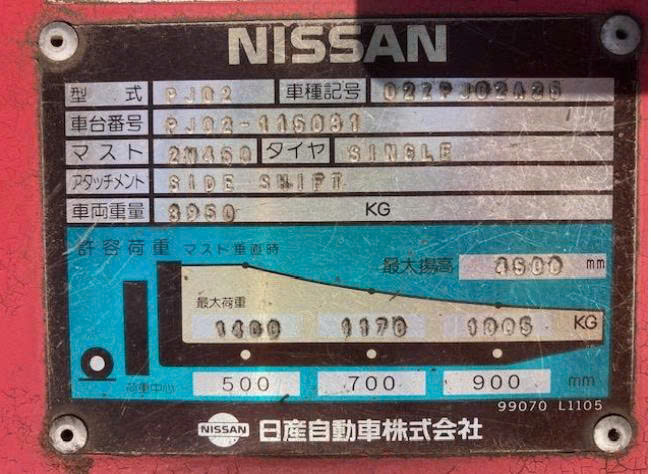 NISSAN
型 式 PJ02 車種記号 02ZPJ02A25
車台番号 PJ02-115091
マスト 2M450 タイヤ SINGLE
アタッチメント SIDE SHIFT
車両重量 3950 KG
許容荷重 マスト垂直時
最大揚高 4500 mm
最大荷重
1400 1170 1005 KG
荷重中心 500 700 900 mm
99070 L1105
NISSAN 日産自動車株式会社